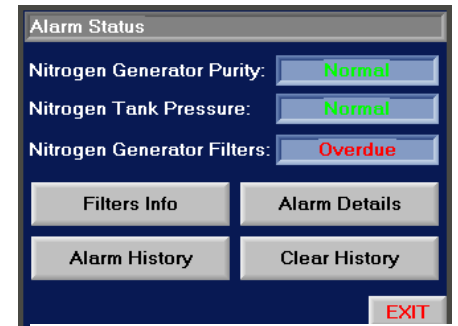 Alarm Status
Nitrogen Generator Purity: Normal
Nitrogen Tank Pressure: Normal
Nitrogen Generator Filters: Overdue
Filters Info Alarm Details
Alarm History Clear History
EXIT